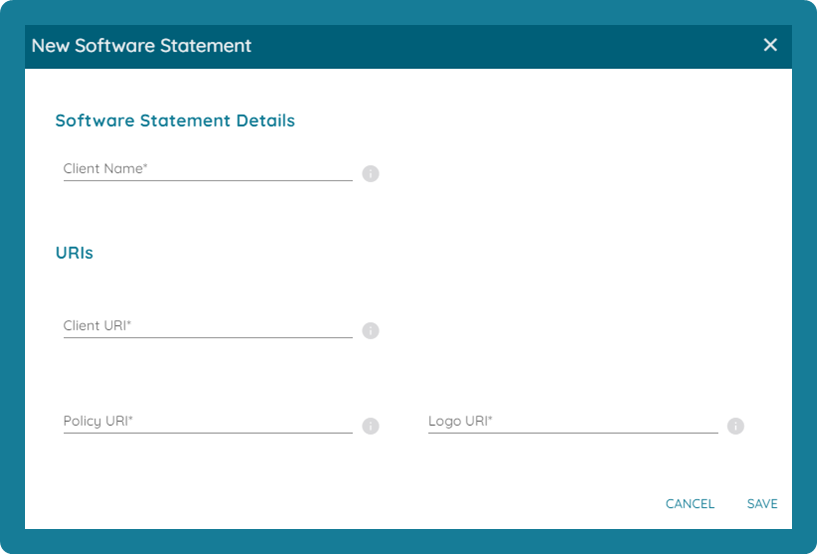 New Software Statement
Software Statement Details
Client Name*
URIs
Client URI*
Policy URI* Logo URI*
CANCEL SAVE